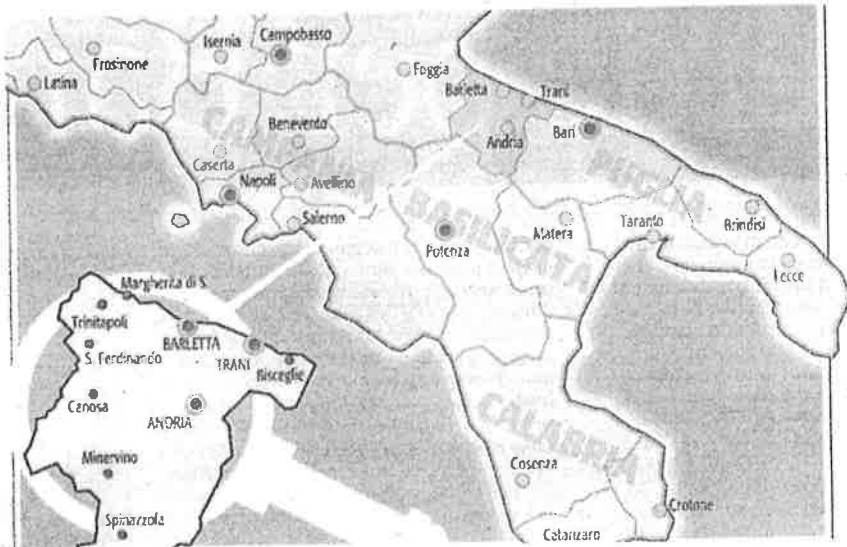 Isernia
Campobasso
Frosinone
Foggia
Latina
Barletta
Trani
Benevento
Andria
Bari
CAMPANIA
Caserta
PUGLIA
Napoli
Avellino
BASILICATA
Salerno
Brindisi
Potenza
Matera
Taranto
Lecce
Margherita di S.
Trinitapoli
BARLETTA
S. Ferdinando
TRANI
Bisceglie
Canosa
ANDRIA
CALABRIA
Minervino
Cosenza
Crotone
Spinazzola
Catanzaro